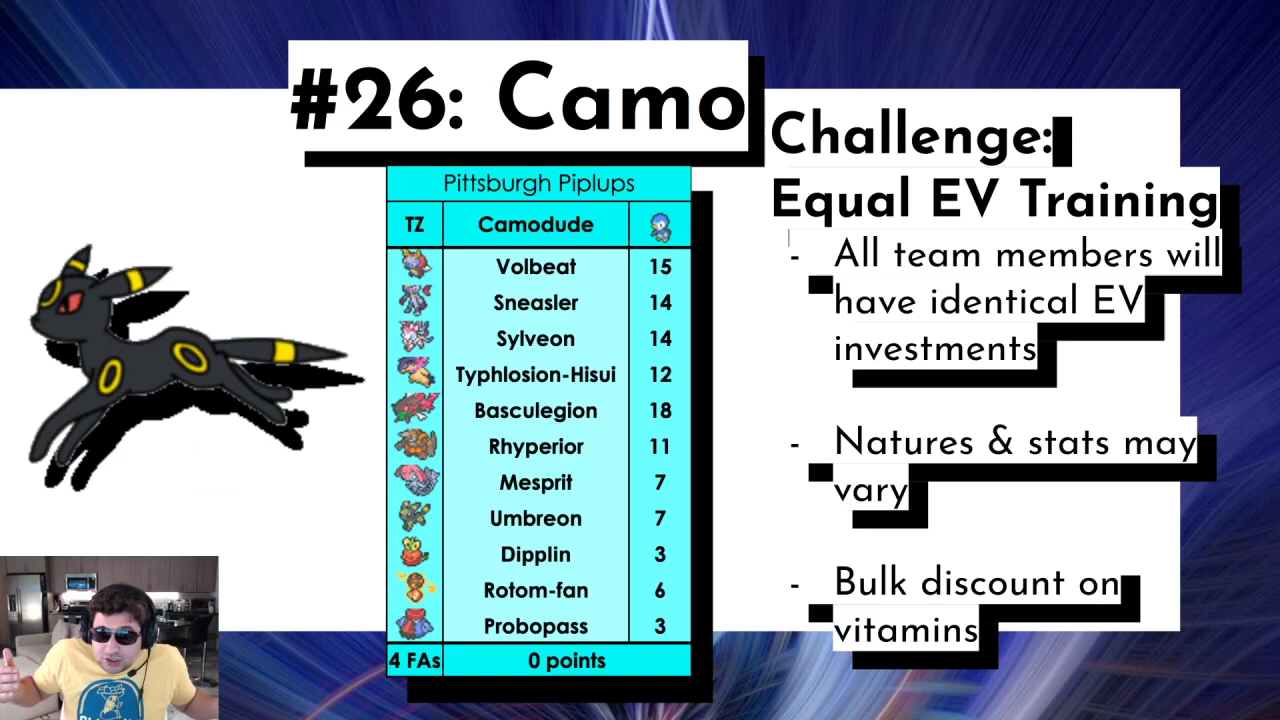 #26: Camo
Pittsburgh Piplups
TZ Camodude
Volbeat 15
Sneasler 14
Sylveon 14
Typhlosion-Hisui 12
Basculegion 18
Rhyperior 11
Mesprit 7
Umbreon 7
Dipplin 3
Rotom-fan 6
Probopass 3
4 FAs 0 points
Challenge:
Equal EV Training
- All team members will
have identical EV
investments
- Natures & stats may
vary
- Bulk discount on
vitamins